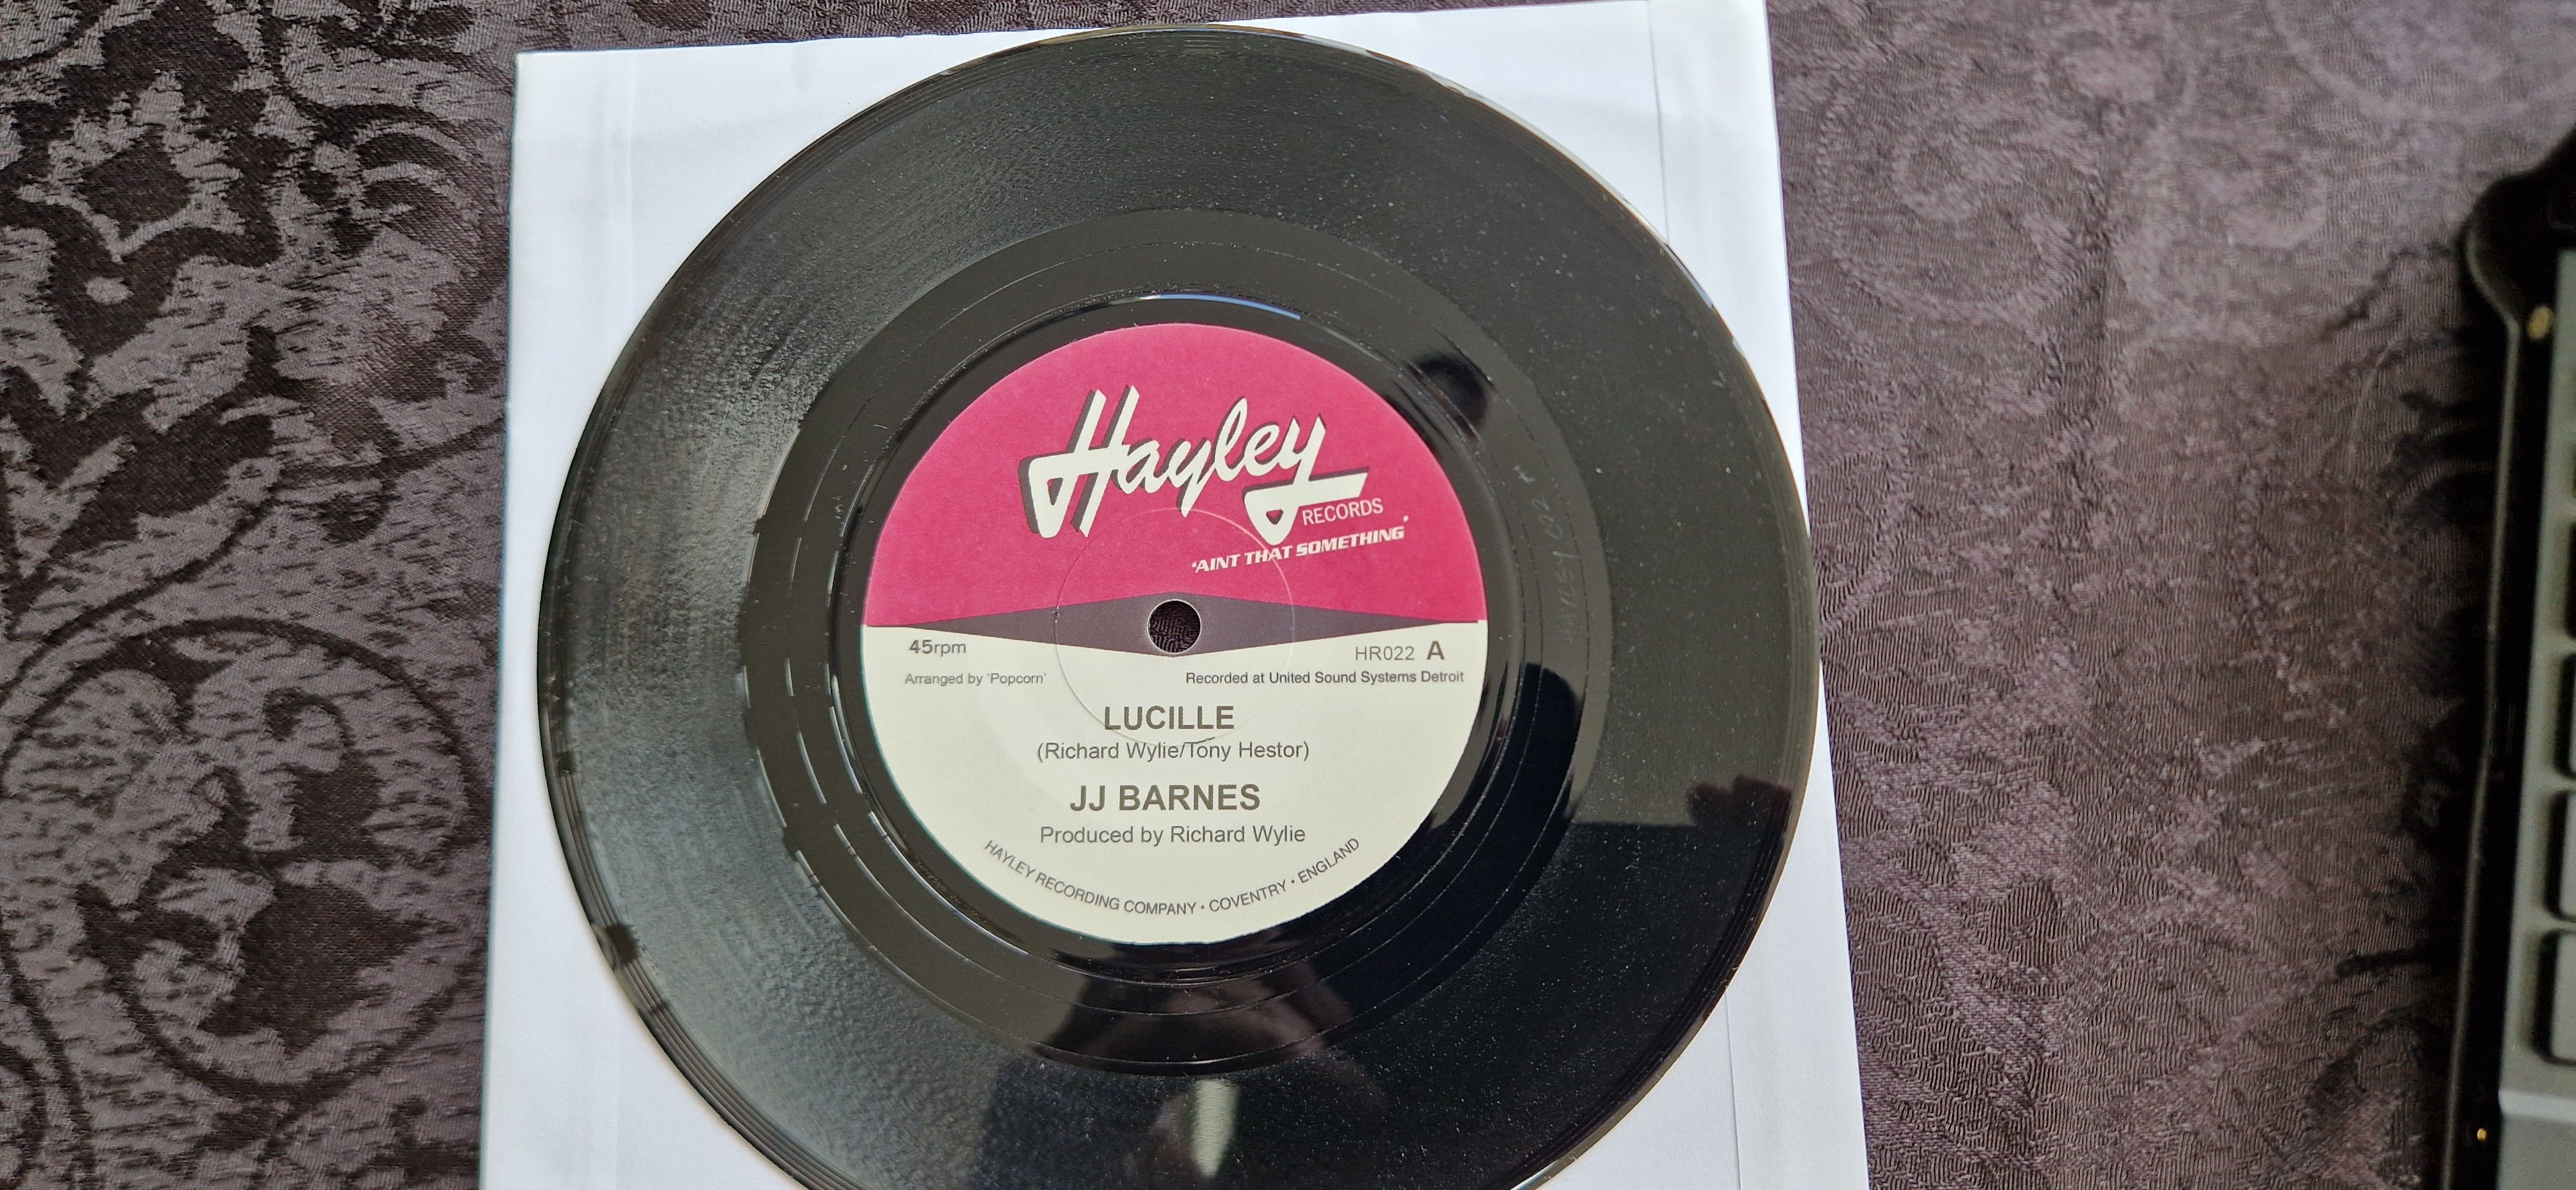 Hayley
RECORDS
'AINT THAT SOMETHING'
45rpm
HR022 A
Arranged by 'Popcorn'
Recorded at United Sound Systems Detroit
LUCILLE
(Richard Wylie/Tony Hestor)
JJ BARNES
Produced by Richard Wylie
HAYLEY RECORDING COMPANY • COVENTRY • ENGLAND